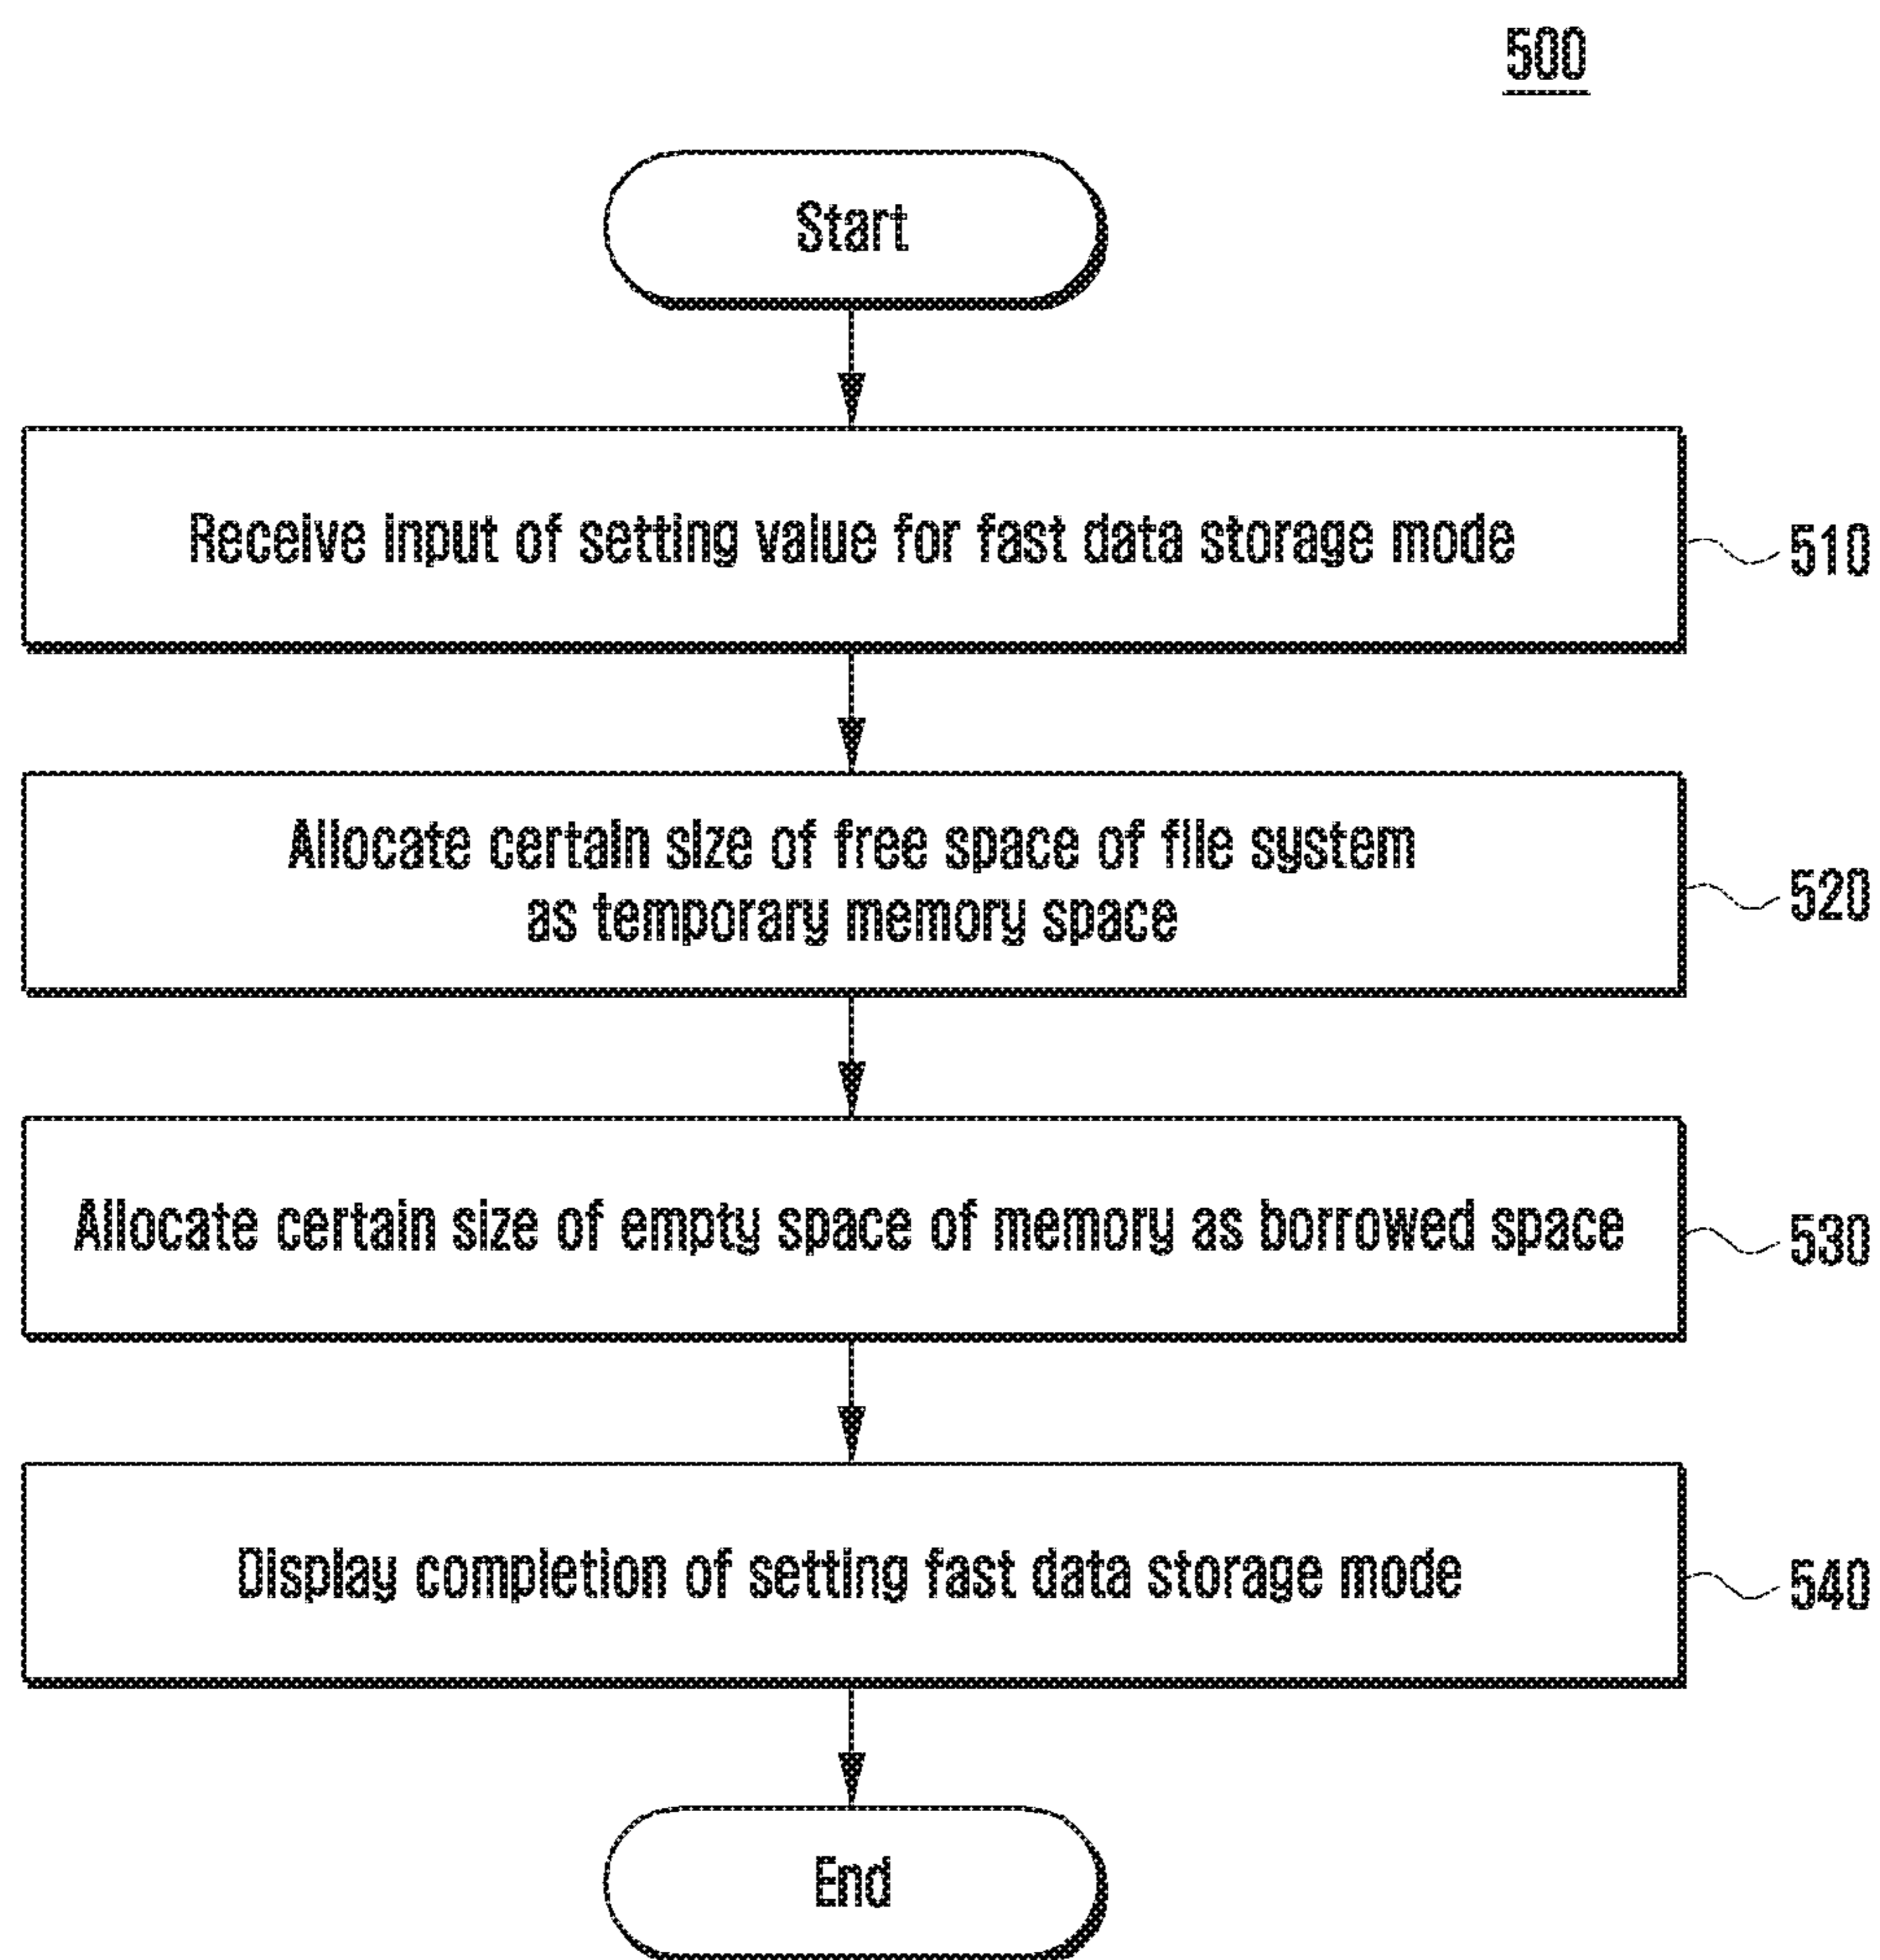 500
Start
Receive input of setting value for fast data storage mode
510
Allocate certain size of free space of file system
as temporary memory space
520
Allocate certain size of empty space of memory as borrowed space
530
Display completion of setting fast data storage mode
540
End